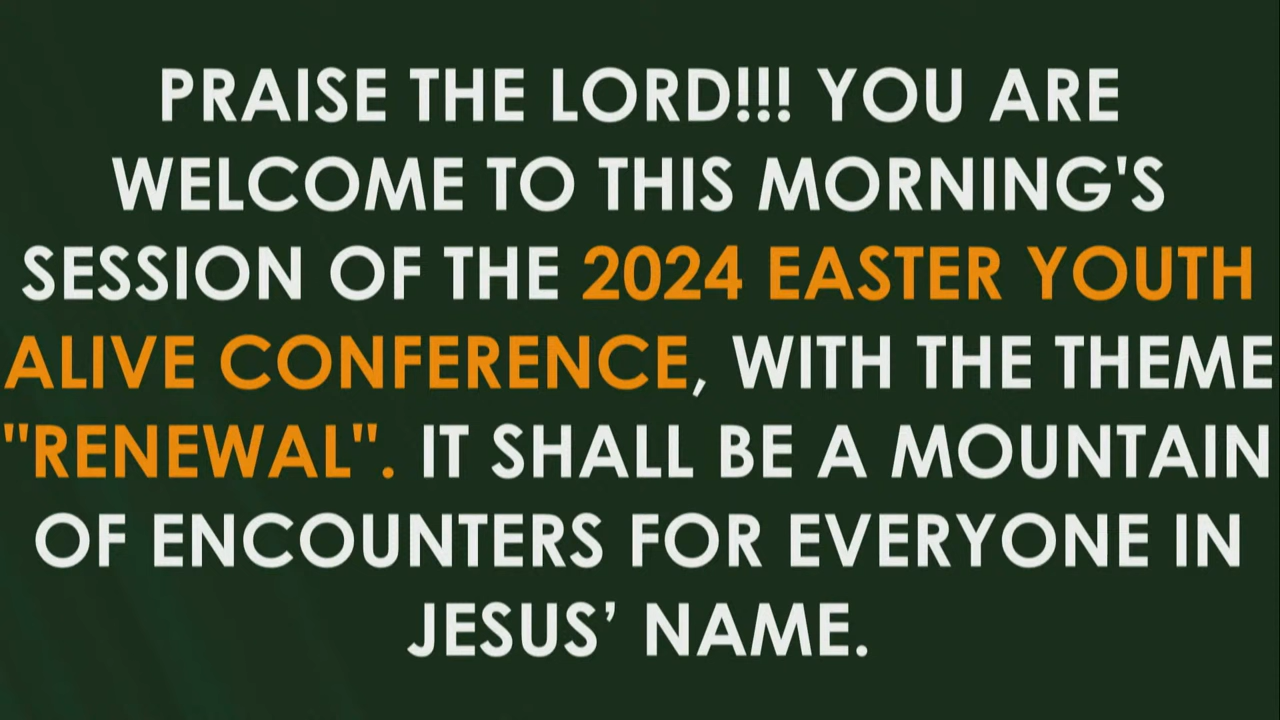 PRAISE THE LORD!!! YOU ARE
WELCOME TO THIS MORNING'S
SESSION OF THE 2024 EASTER YOUTH
ALIVE CONFERENCE, WITH THE THEME
"RENEWAL". IT SHALL BE A MOUNTAIN
OF ENCOUNTERS FOR EVERYONE IN
JESUS’ NAME.